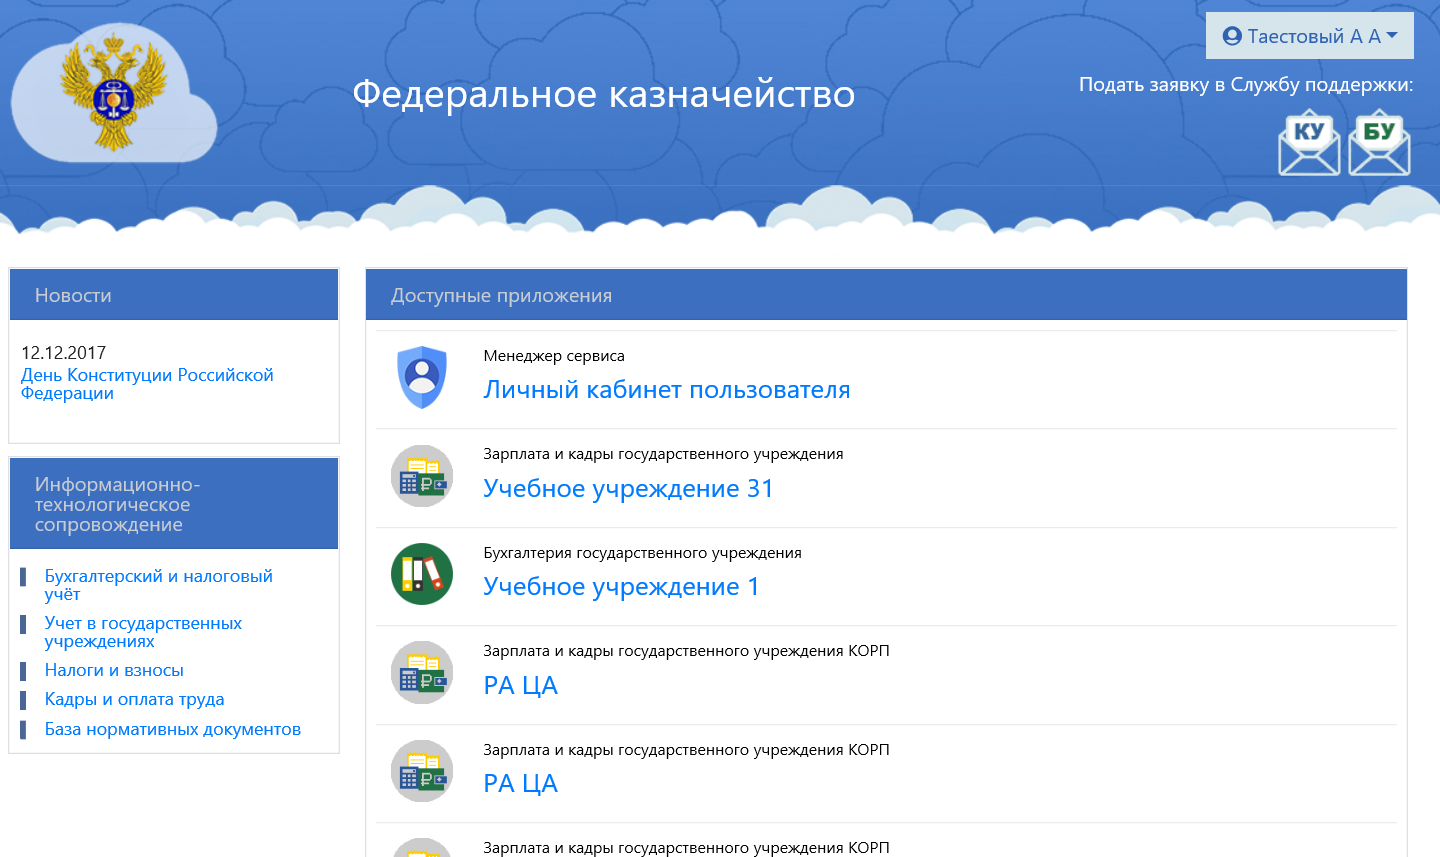 Таестовый А А
Федеральное казначейство
Подать заявку в Службу поддержки:
КУ
БУ
Новости
12.12.2017
День Конституции Российской
Федерации
Информационно-
технологическое
сопровождение
Бухгалтерский и налоговый
учёт
Учет в государственных
учреждениях
Налоги и взносы
Кадры и оплата труда
База нормативных документов
Доступные приложения
Менеджер сервиса
Личный кабинет пользователя
Зарплата и кадры государственного учреждения
Учебное учреждение 31
Бухгалтерия государственного учреждения
Учебное учреждение 1
Зарплата и кадры государственного учреждения КОРП
РА ЦА
Зарплата и кадры государственного учреждения КОРП
РА ЦА
Зарплата и кадры государственного учреждения КОРП